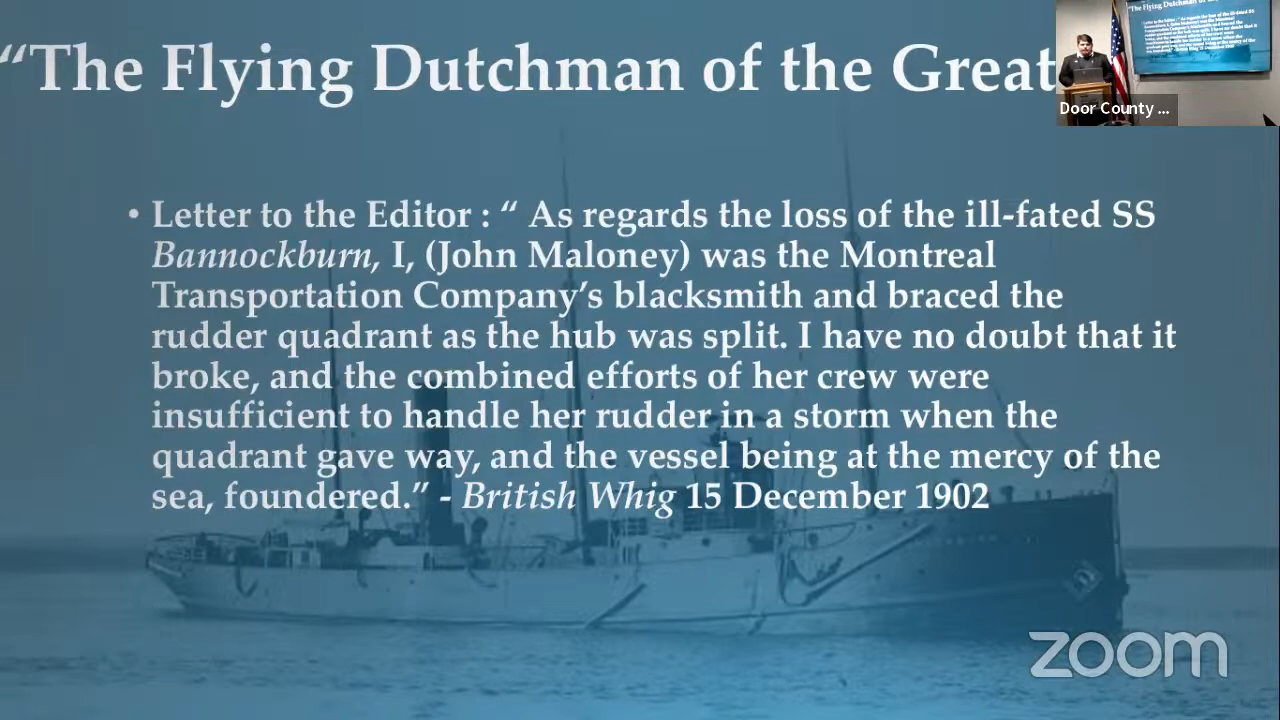 “The Flying Dutchman of the Great
Door County ...
• Letter to the Editor : “ As regards the loss of the ill-fated SS
Bannockburn, I, (John Maloney) was the Montreal
Transportation Company’s blacksmith and braced the
rudder quadrant as the hub was split. I have no doubt that it
broke, and the combined efforts of her crew were
insufficient to handle her rudder in a storm when the
quadrant gave way, and the vessel being at the mercy of the
sea, foundered.” - British Whig 15 December 1902
zoom